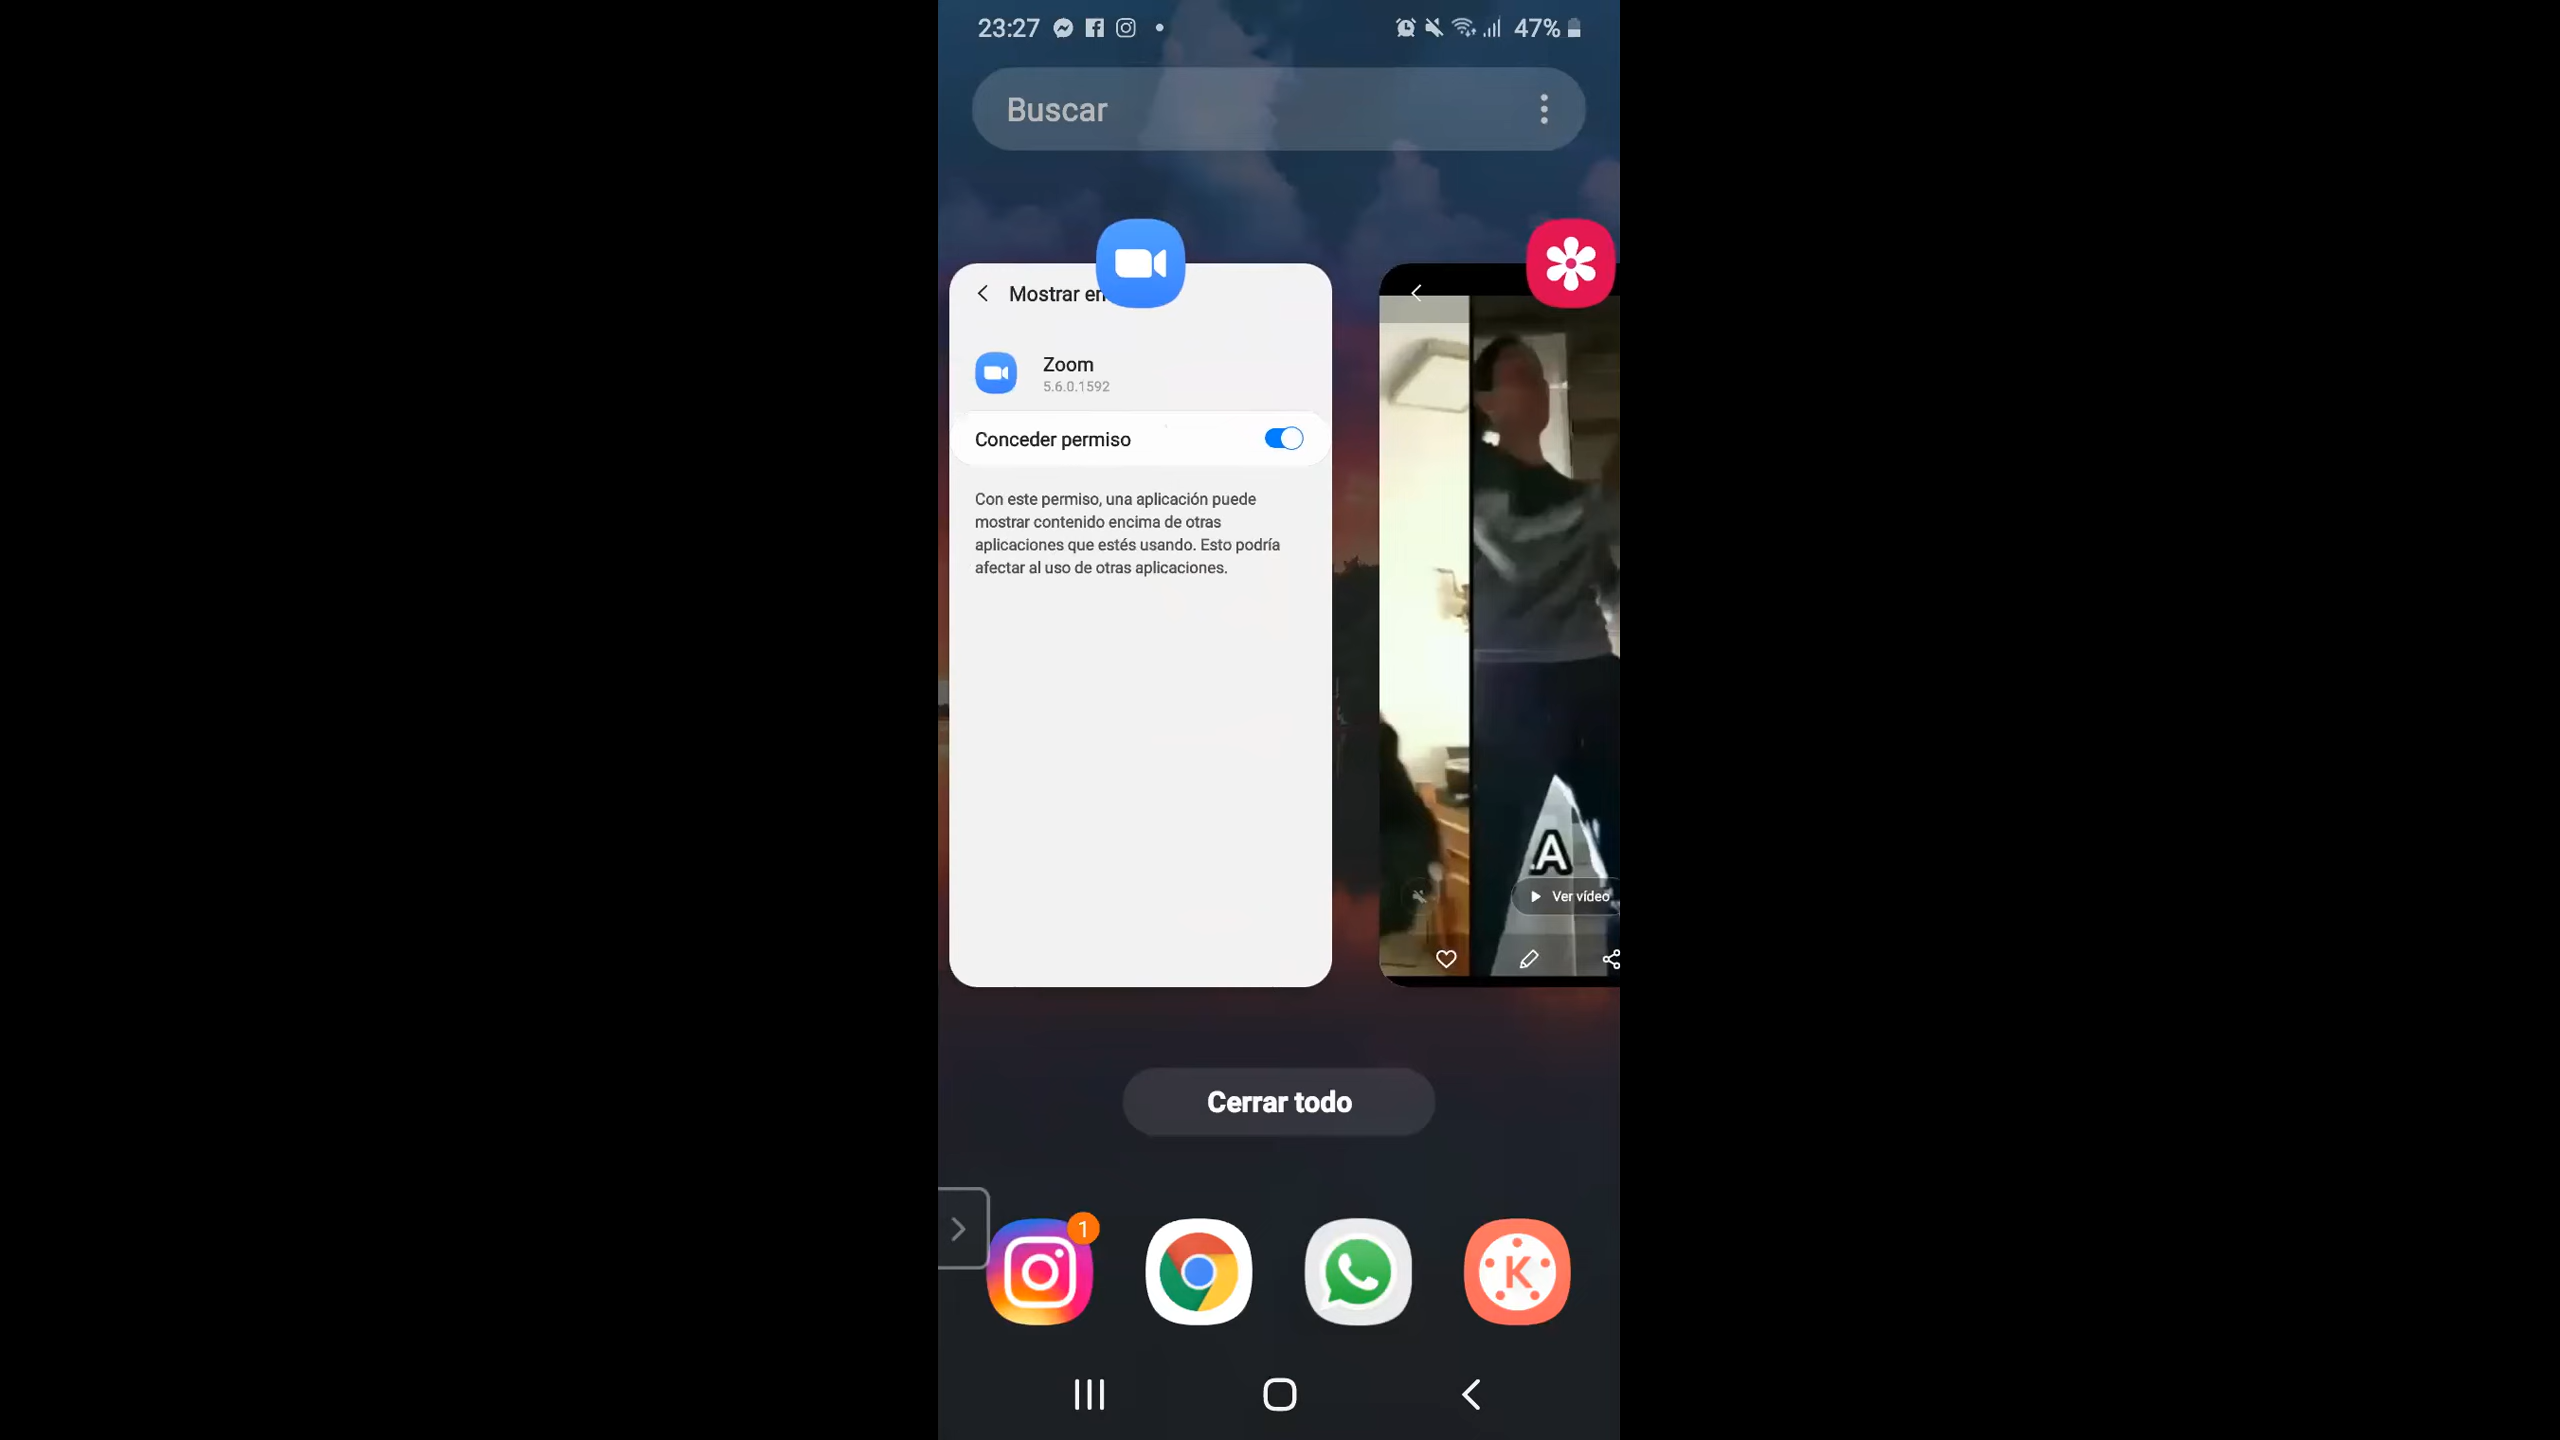 23:27
47%
Buscar
Mostrar en
Zoom
5.6.0.1592
Conceder permiso
Con este permiso, una aplicación puede
mostrar contenido encima de otras
aplicaciones que estés usando. Esto podría
afectar al uso de otras aplicaciones.
A
Ver vídeo
Cerrar todo
1
K